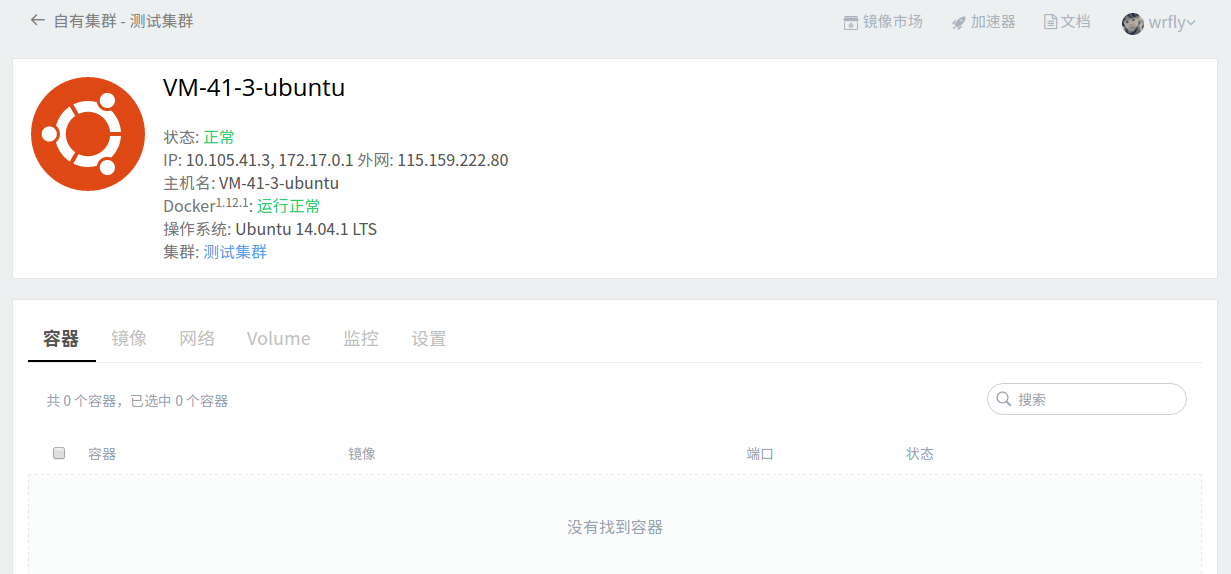 自有集群 - 测试集群 镜像市场 加速器 文档 wrfly
VM-41-3-ubuntu
状态: 正常
IP: 10.105.41.3, 172.17.0.1 外网: 115.159.222.80
主机名: VM-41-3-ubuntu
Docker1.12.1: 运行正常
操作系统: Ubuntu 14.04.1 LTS
集群: 测试集群
容器 镜像 网络 Volume 监控 设置
共 0 个容器，已选中 0 个容器 搜索
容器 镜像 端口 状态
没有找到容器